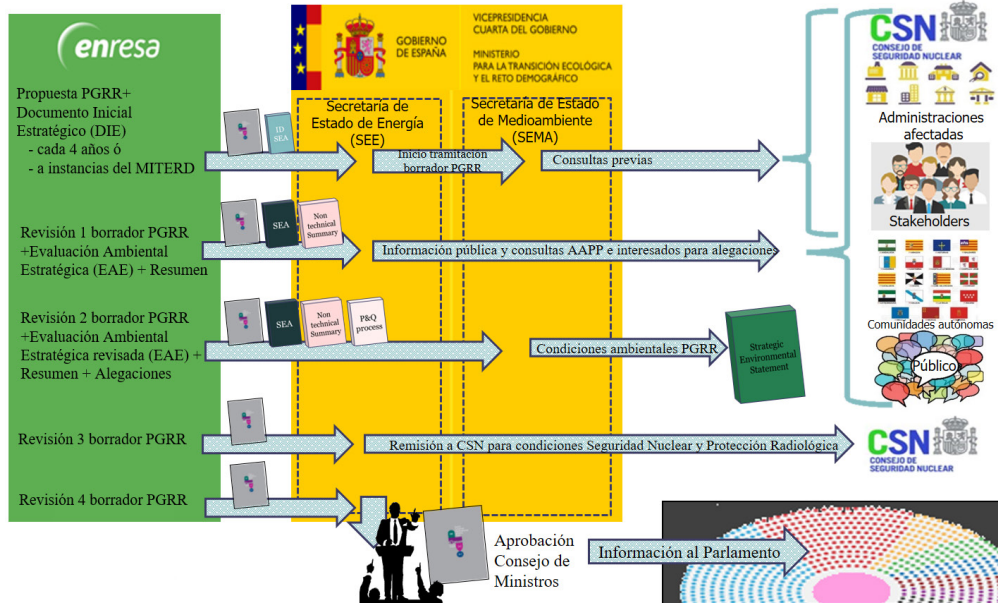 enresa
VICEPRESIDENCIA
CUARTA DEL GOBIERNO
GOBIERNO
DE ESPAÑA
MINISTERIO
PARA LA TRANSICIÓN ECOLÓGICA
Y EL RETO DEMOGRÁFICO
CSN
CONSEJO DE
SEGURIDAD NUCLEAR
Propuesta PGRR+
Documento Inicial
Estratégico (DIE)
- cada 4 años ó
- a instancias del MITERD
ID
SEA
Secretaría de
Estado de Energía
(SEE)
Secretaría de Estado
de Medioambiente
(SEMA)
Inicio tramitación
borrador PGRR
Consultas previas
Administraciones
afectadas
Stakeholders
Revisión 1 borrador PGRR
+Evaluación Ambiental
Estratégica (EAE) + Resumen
SEA
Non
technical
Summary
Información pública y consultas AAPP e interesados para alegaciones
Revisión 2 borrador PGRR
+Evaluación Ambiental
Estratégica revisada (EAE) +
Resumen + Alegaciones
SEA
Non
technical
Summary
P&Q
process
Condiciones ambientales PGRR
Strategic
Environmental
Statement
Comunidades autónomas
Público
Revisión 3 borrador PGRR
Remisión a CSN para condiciones Seguridad Nuclear y Protección Radiológica
CSN
CONSEJO DE
SEGURIDAD NUCLEAR
Revisión 4 borrador PGRR
Aprobación
Consejo de
Ministros
Información al Parlamento